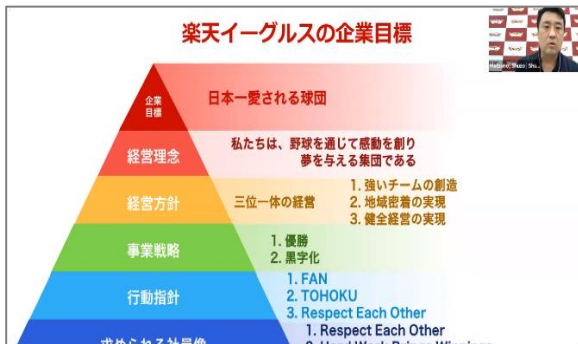 楽天イーグルスの企業目標
企業
目標
日本一愛される球団
経営理念
私たちは、野球を通じて感動を創り
夢を与える集団である
経営方針
三位一体の経営
1. 強いチームの創造
2. 地域密着の実現
3. 健全経営の実現
事業戦略
1. 優勝
2. 黒字化
行動指針
1. FAN
2. TOHOKU
3. Respect Each Other
求められる社員像
1. Respect Each Other
2. Hard Work Brings Winnings